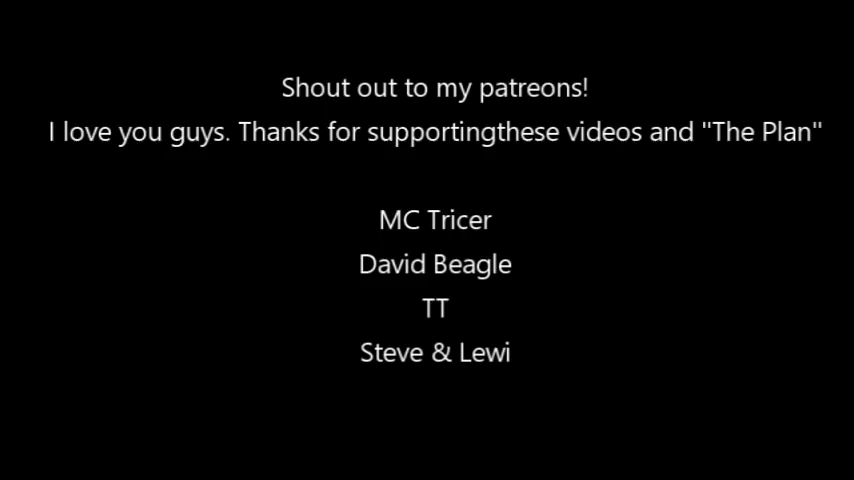 Shout out to my patreons!
I love you guys. Thanks for supportingthese videos and "The Plan"
MC Tricer
David Beagle
TT
Steve & Lewi